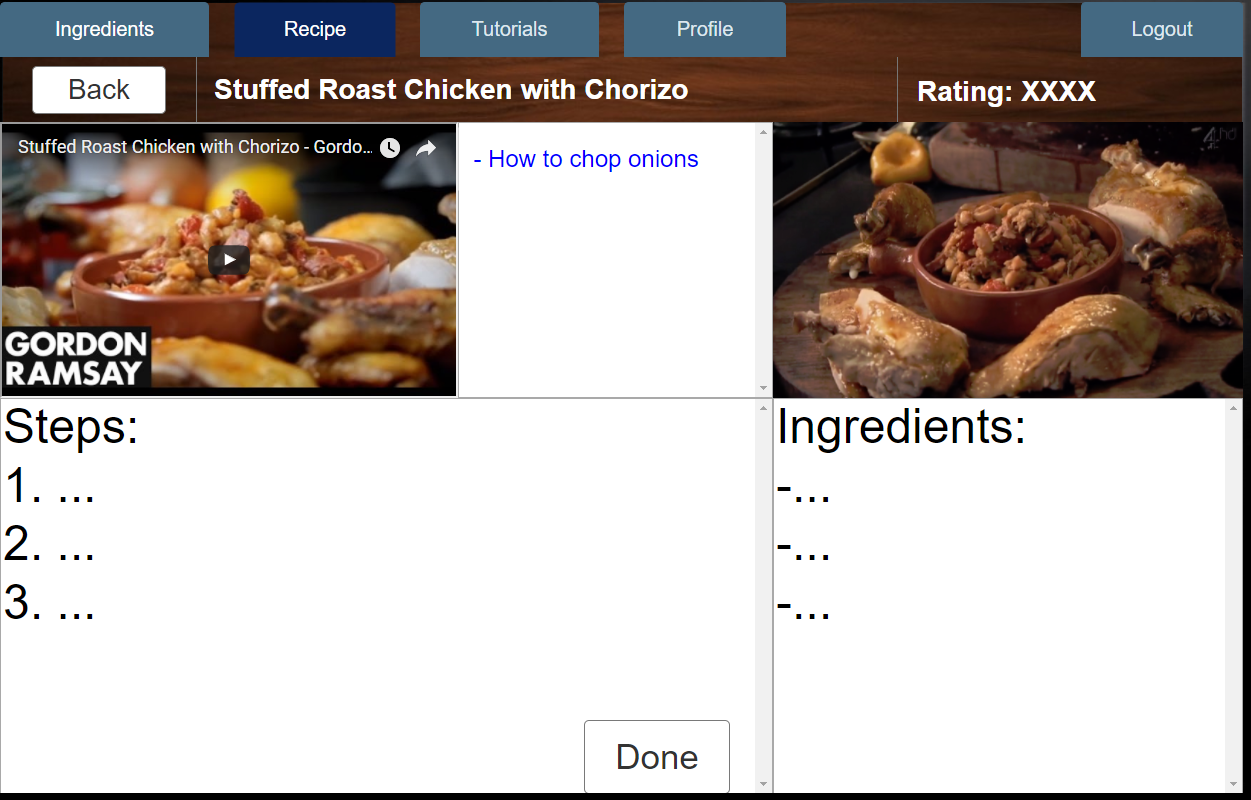 Ingredients
Recipe
Tutorials
Profile
Logout
Back
Stuffed Roast Chicken with Chorizo
Rating: XXXX
Stuffed Roast Chicken with Chorizo - Gordo...
GORDON
RAMSAY
- How to chop onions
Steps:
1. ...
2. ...
3. ...
Done
Ingredients:
-...
-...
-...